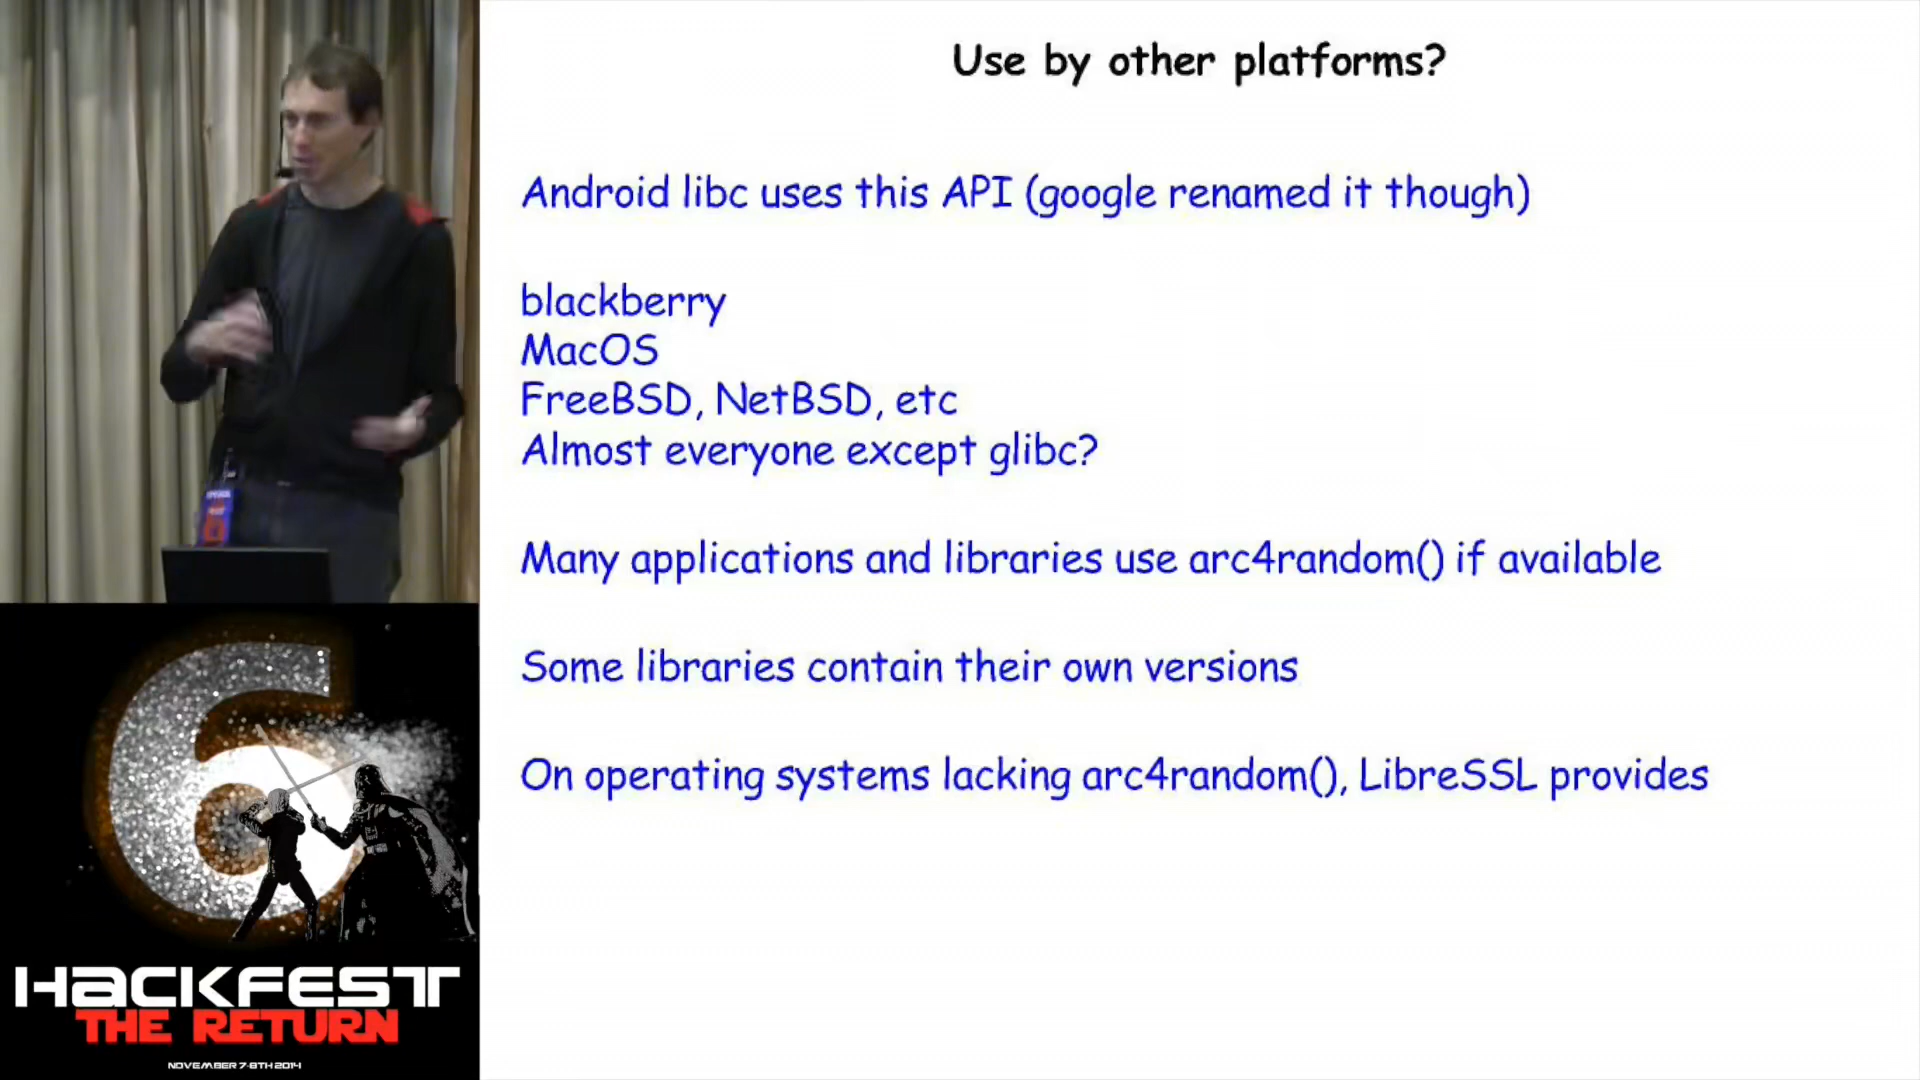 Use by other platforms?
Android libc uses this API (google renamed it though)
blackberry
MacOS
FreeBSD, NetBSD, etc
Almost everyone except glibc?
Many applications and libraries use arc4random() if available
Some libraries contain their own versions
On operating systems lacking arc4random(), LibreSSL provides
6
HACKFEST
THE RETURN
NOVEMBER 7-8TH 2014